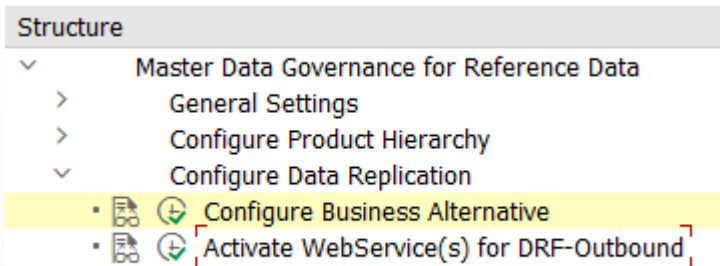 Structure
Master Data Governance for Reference Data
General Settings
Configure Product Hierarchy
Configure Data Replication
Configure Business Alternative
Activate WebService(s) for DRF-Outbound